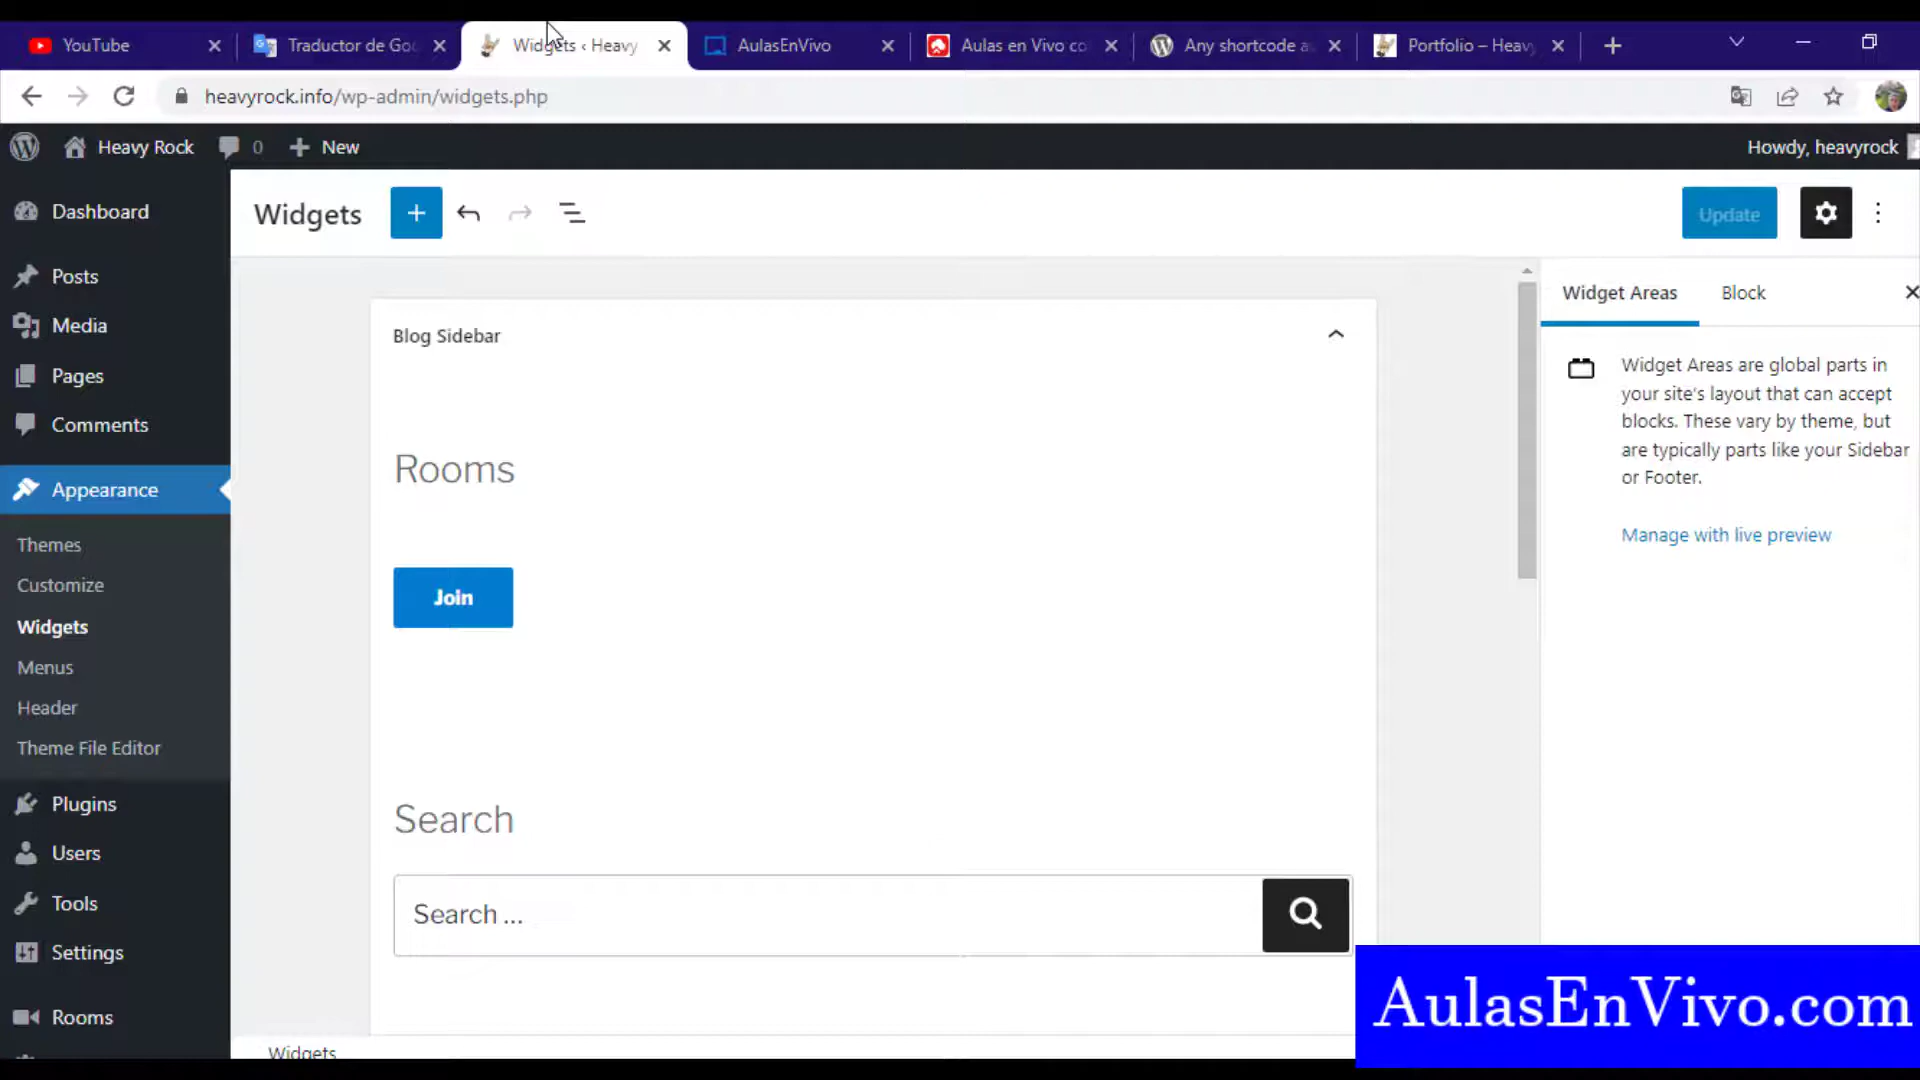 YouTube
Traductor de Goo
Widgets ‹ Heavy
AulasEnVivo
Aulas en Vivo co
Any shortcode a
Portfolio – Heavy
heavyrock.info/wp-admin/widgets.php
Heavy Rock
0
New
Howdy, heavyrock
Dashboard
Posts
Media
Pages
Comments
Appearance
Themes
Customize
Widgets
Menus
Header
Theme File Editor
Plugins
Users
Tools
Settings
Rooms
Widgets
Update
Blog Sidebar
Rooms
Join
Search
Search ...
Widgets
Widget Areas
Block
Widget Areas are global parts in
your site's layout that can accept
blocks. These vary by theme, but
are typically parts like your Sidebar
or Footer.
Manage with live preview
AulasEnVivo.com